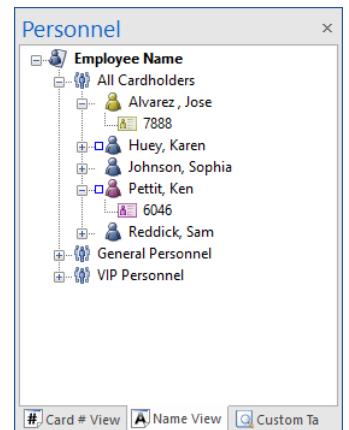 Personnel
Employee Name
All Cardholders
Alvarez , Jose
7888
Huey, Karen
Johnson, Sophia
Pettit, Ken
6046
Reddick, Sam
General Personnel
VIP Personnel
# Card # View A Name View Custom Ta